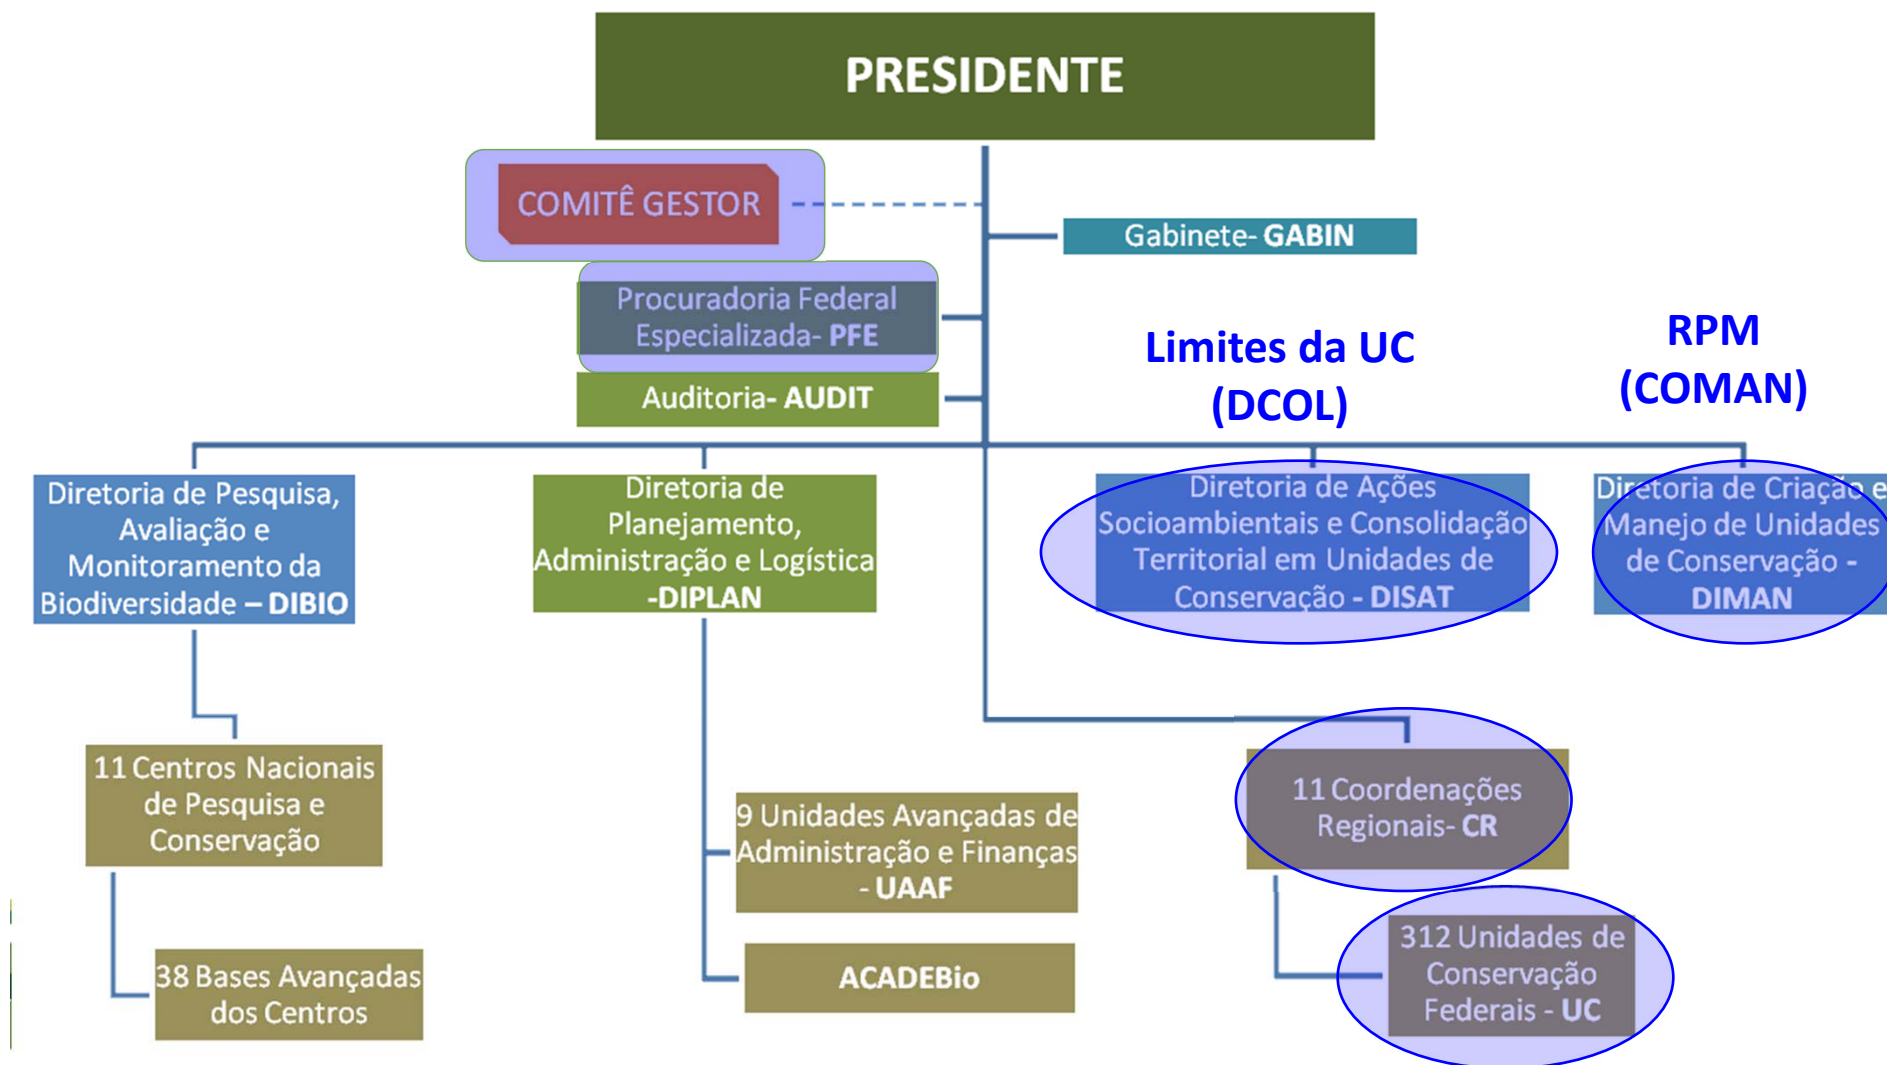 PRESIDENTE
COMITÊ GESTOR
Gabinete- GABIN
Procuradoria Federal
Especializada- PFE
Auditoria- AUDIT
Limites da UC
(DCOL)
RPM
(COMAN)
Diretoria de Pesquisa,
Avaliação e
Monitoramento da
Biodiversidade – DIBIO
Diretoria de
Planejamento,
Administração e Logística
-DIPLAN
Diretoria de Ações
Socioambientais e Consolidação
Territorial em Unidades de
Conservação - DISAT
Diretoria de Criação e
Manejo de Unidades
de Conservação -
DIMAN
11 Centros Nacionais
de Pesquisa e
Conservação
9 Unidades Avançadas de
Administração e Finanças
- UAAF
11 Coordenações
Regionais- CR
38 Bases Avançadas
dos Centros
ACADEBio
312 Unidades de
Conservação
Federais - UC